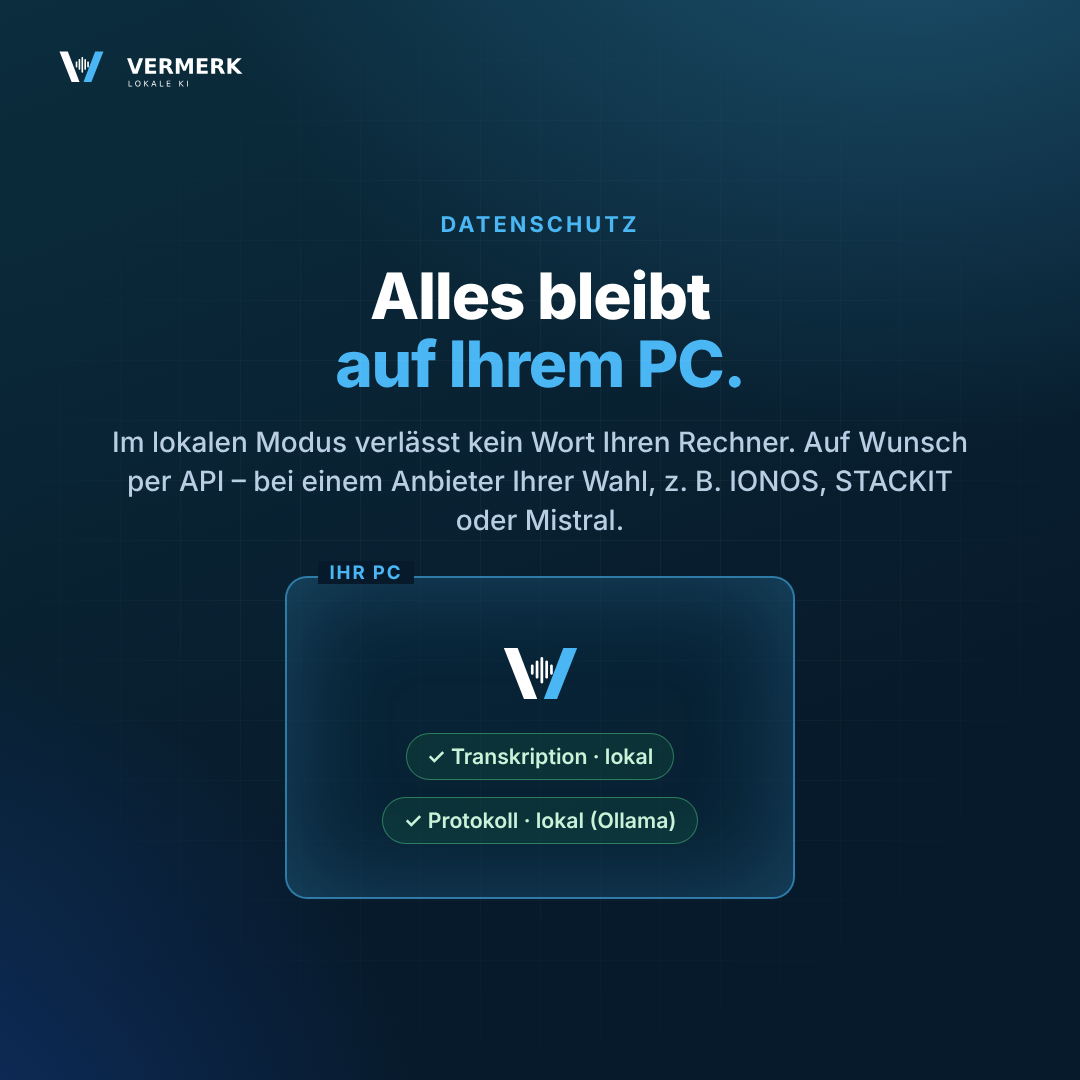 VERMERK
LOKALE KI
DATENSCHUTZ
Alles bleibt
auf Ihrem PC.
Im lokalen Modus verlässt kein Wort Ihren Rechner. Auf Wunsch
per API – bei einem Anbieter Ihrer Wahl, z. B. IONOS, STACKIT
oder Mistral.
IHR PC
✓ Transkription · lokal
✓ Protokoll · lokal (Ollama)